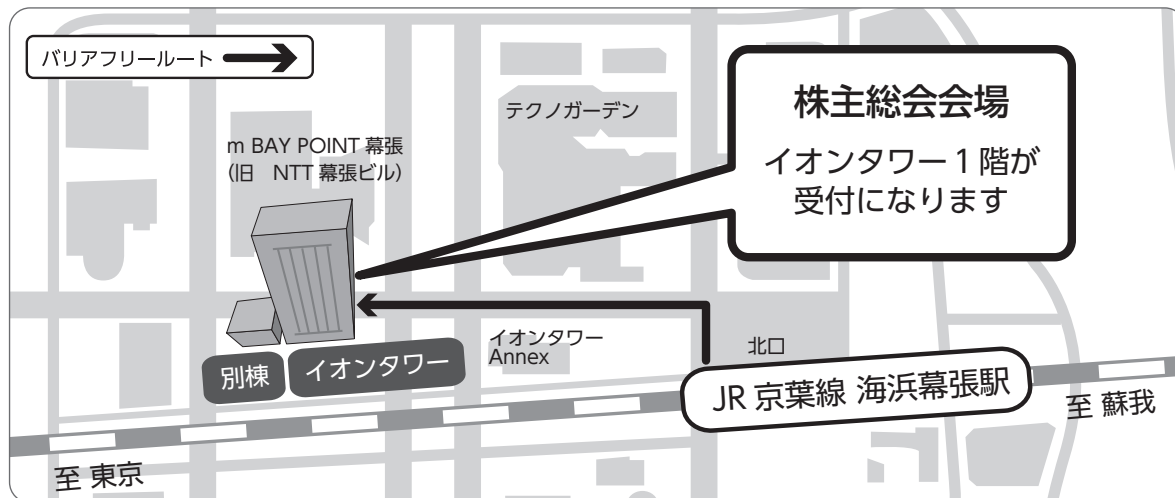 バリアフリールート
株主総会会場
イオンタワー1階が
受付になります
テクノガーデン
m BAY POINT 幕張
(旧　NTT 幕張ビル)
イオンタワー
Annex
北口
別棟
イオンタワー
JR 京葉線 海浜幕張駅
至 蘇我
至 東京